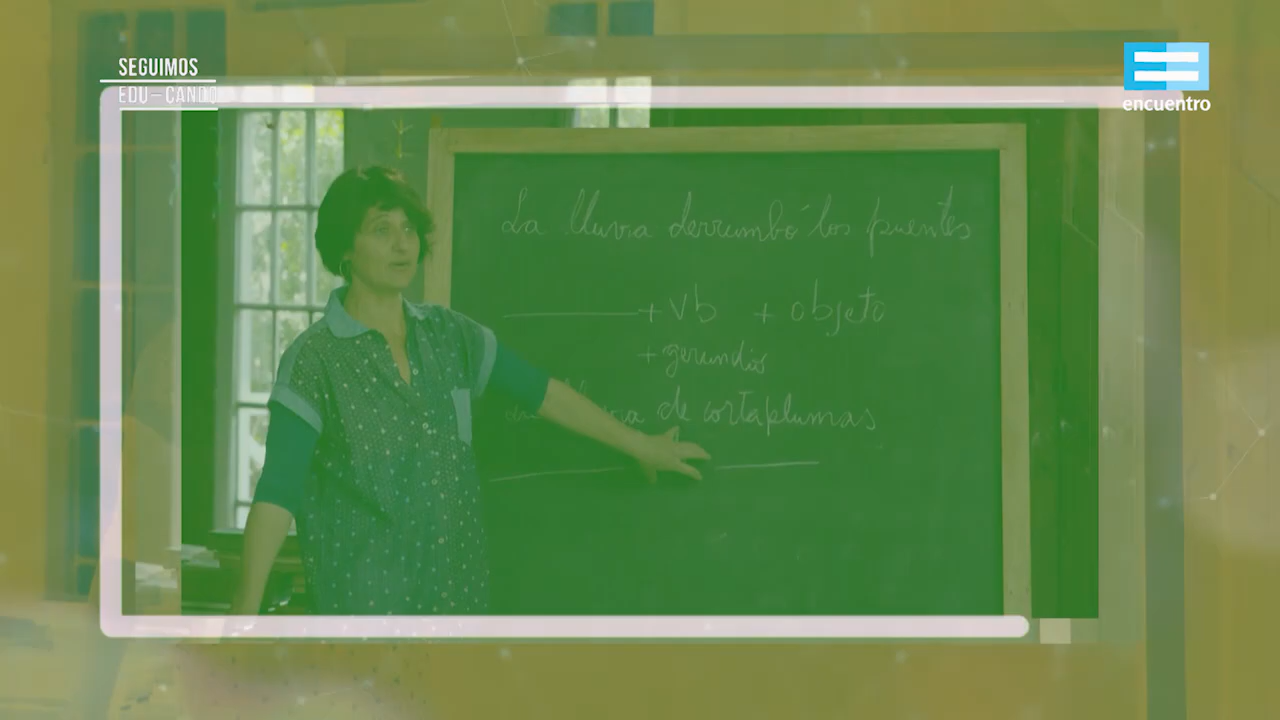 SEGUIMOS
EDU-CANDO
encuentro
La lluvia derrumbó los puentes
+ vb + objeto
+ gerundio
de cortaplumas